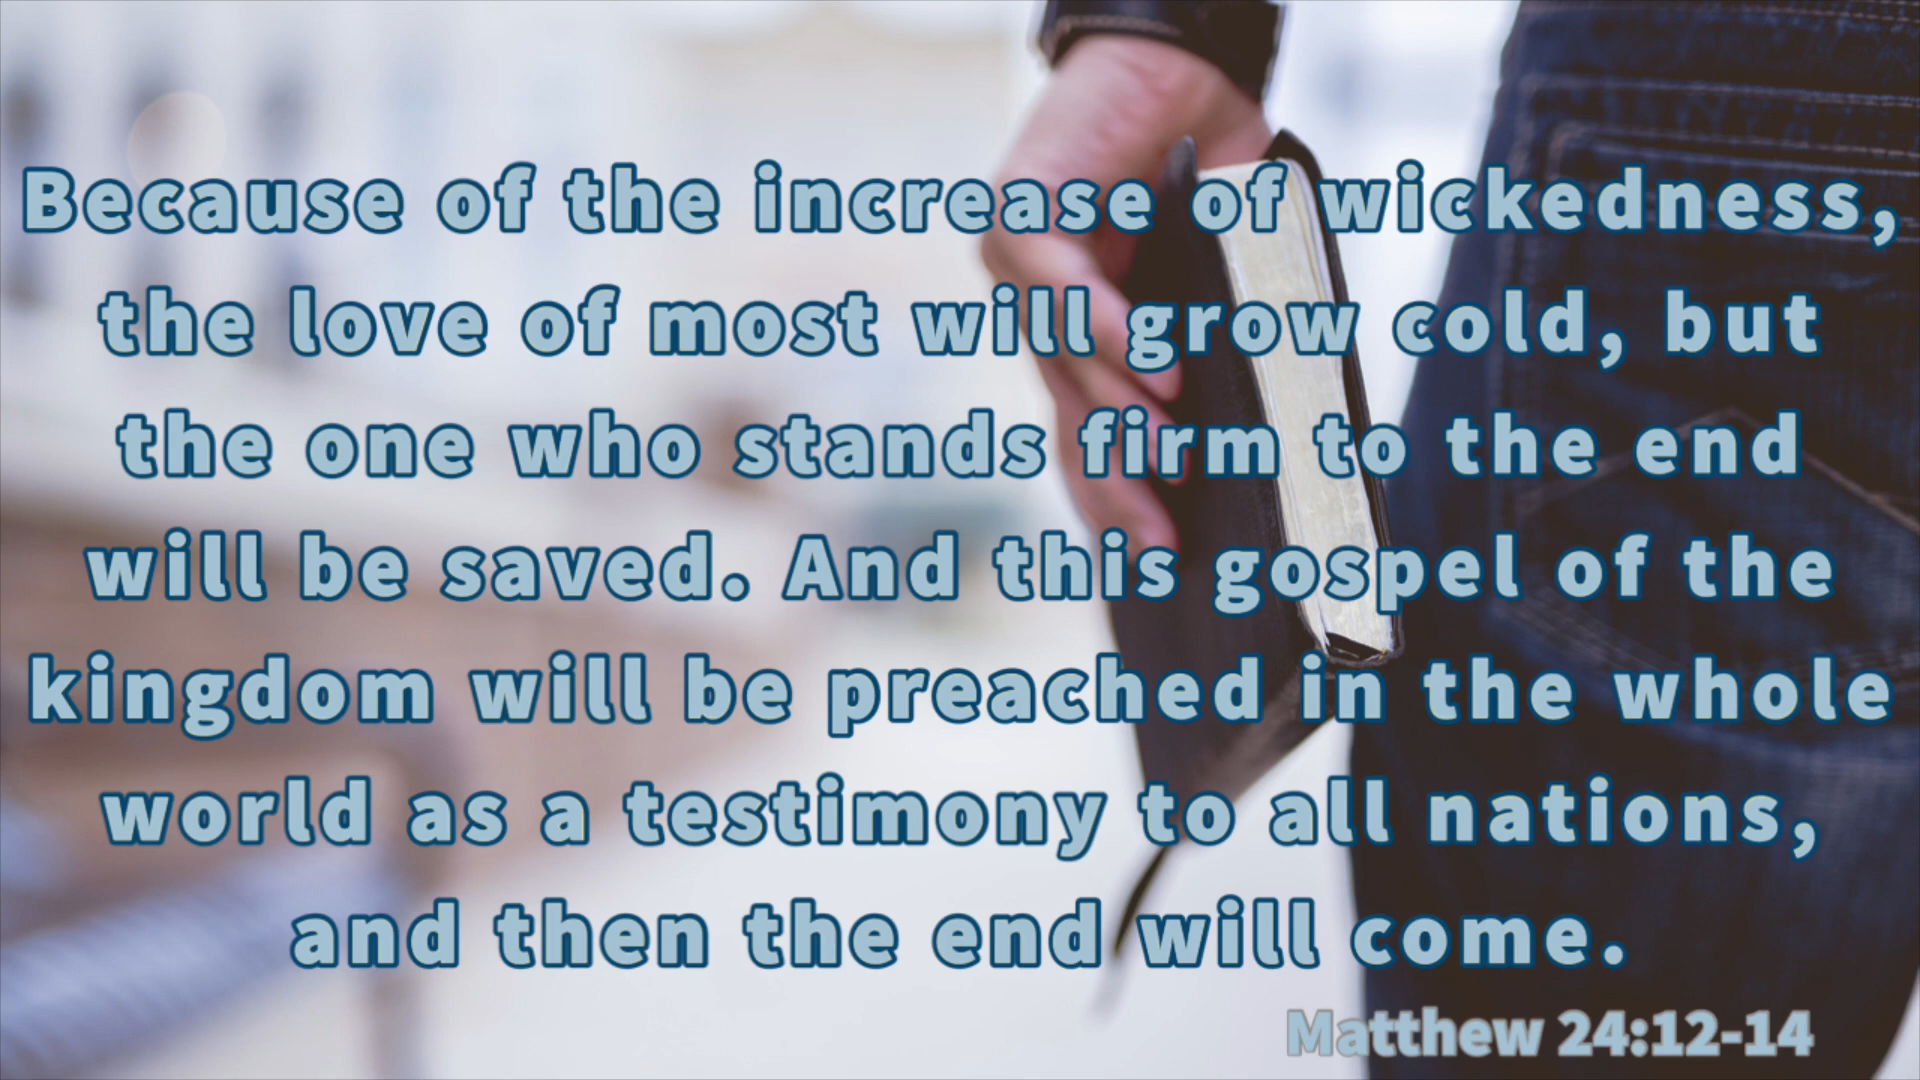 Because of the increase of wickedness,
the love of most will grow cold, but
the one who stands firm to the end
will be saved. And this gospel of the
kingdom will be preached in the whole
world as a testimony to all nations,
and then the end will come.
Matthew 24:12-14